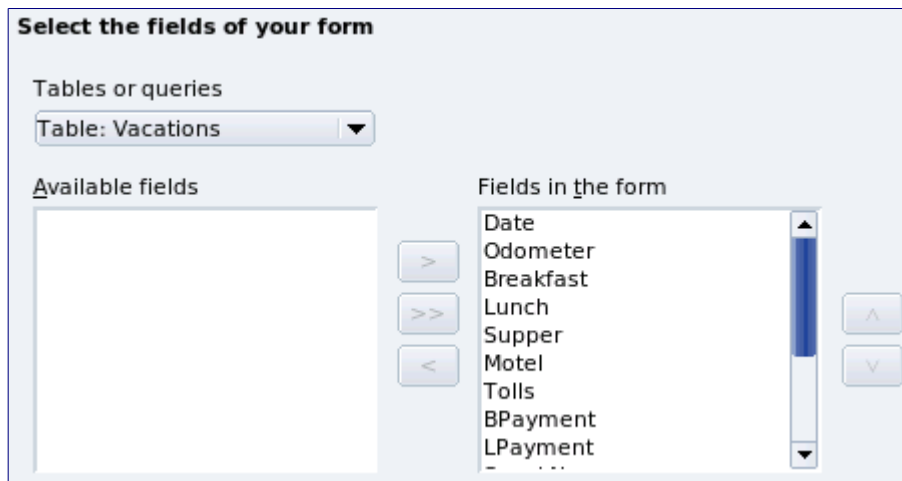 Select the fields of your form
Tables or queries
Table: Vacations
Available fields
Fields in the form
Date
Odometer
Breakfast
Lunch
Supper
Motel
Tolls
BPayment
LPayment
>
>>
<
^
v